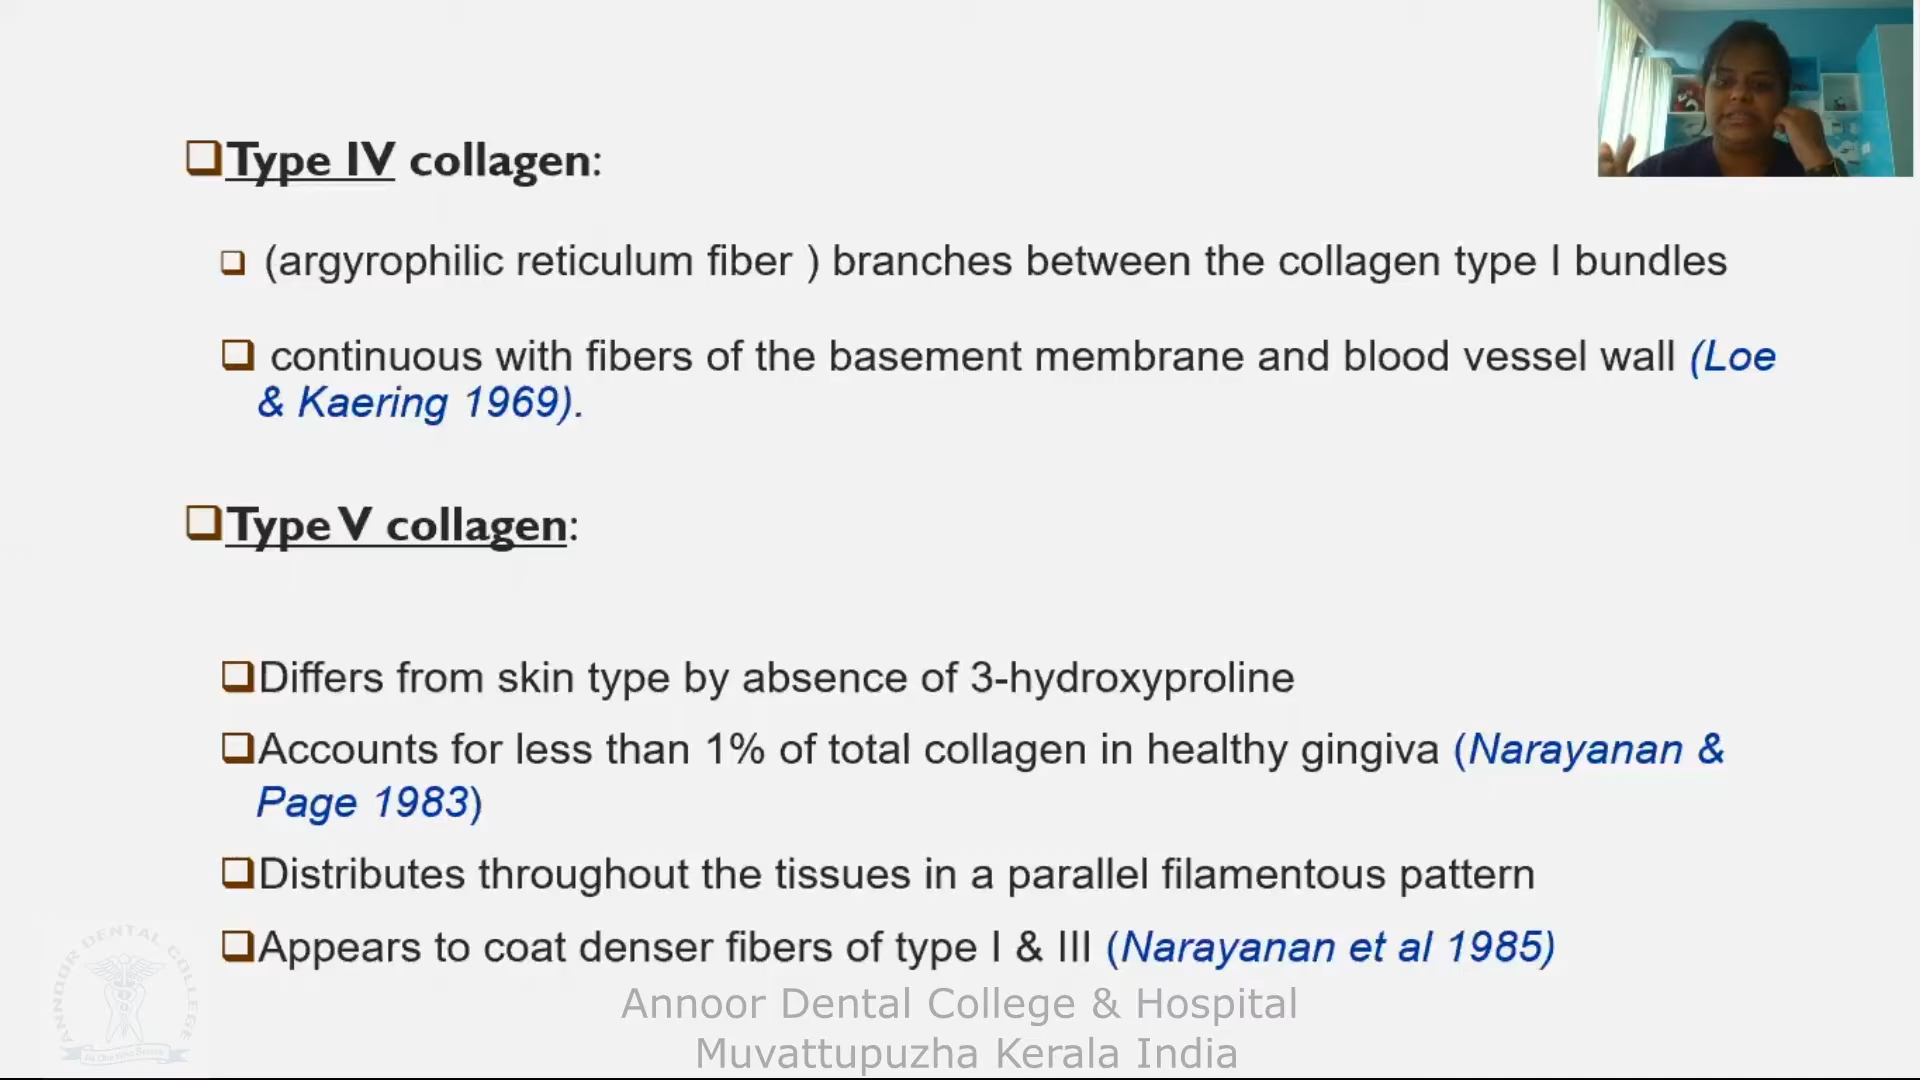 Type IV collagen:
(argyrophilic reticulum fiber ) branches between the collagen type I bundles
continuous with fibers of the basement membrane and blood vessel wall (Loe
& Kaering 1969).
Type V collagen:
Differs from skin type by absence of 3-hydroxyproline
Accounts for less than 1% of total collagen in healthy gingiva (Narayanan &
Page 1983)
Distributes throughout the tissues in a parallel filamentous pattern
Appears to coat denser fibers of type I & III (Narayanan et al 1985)
ANNOOR DENTAL COLLEGE
Annoor Dental College & Hospital
Muvattupuzha Kerala India